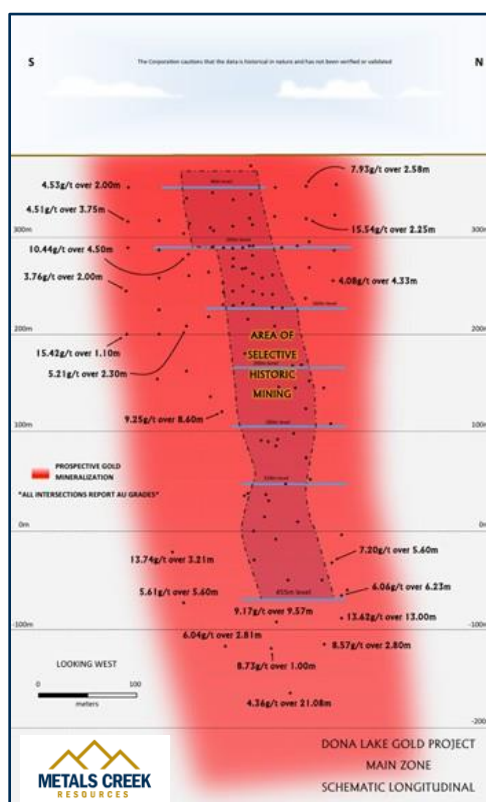 S
N
The Corporation cautions that the data is historical in nature and has not been verified or validated
7.93g/t over 2.58m
4.53g/t over 2.00m
4.51g/t over 3.75m
15.54g/t over 2.25m
300m
300m
10.44g/t over 4.50m
3.76g/t over 2.00m
4.08g/t over 4.33m
200m
200m
AREA OF
SELECTIVE
HISTORIC
MINING
15.42g/t over 1.10m
5.21g/t over 2.30m
9.25g/t over 8.60m
100m
100m
PROSPECTIVE GOLD
MINERALIZATION
*ALL INTERSECTIONS REPORT AU GRADES*
0m
0m
13.74g/t over 3.21m
7.20g/t over 5.60m
5.61g/t over 5.60m
455m level
6.06g/t over 6.23m
9.17g/t over 9.57m
13.62g/t over 13.00m
-100m
-100m
6.04g/t over 2.81m
8.57g/t over 2.80m
8.73g/t over 1.00m
LOOKING WEST
0
100
meters
4.36g/t over 21.08m
-200
DONA LAKE GOLD PROJECT
MAIN ZONE
SCHEMATIC LONGITUDINAL
METALS CREEK
RESOURCES